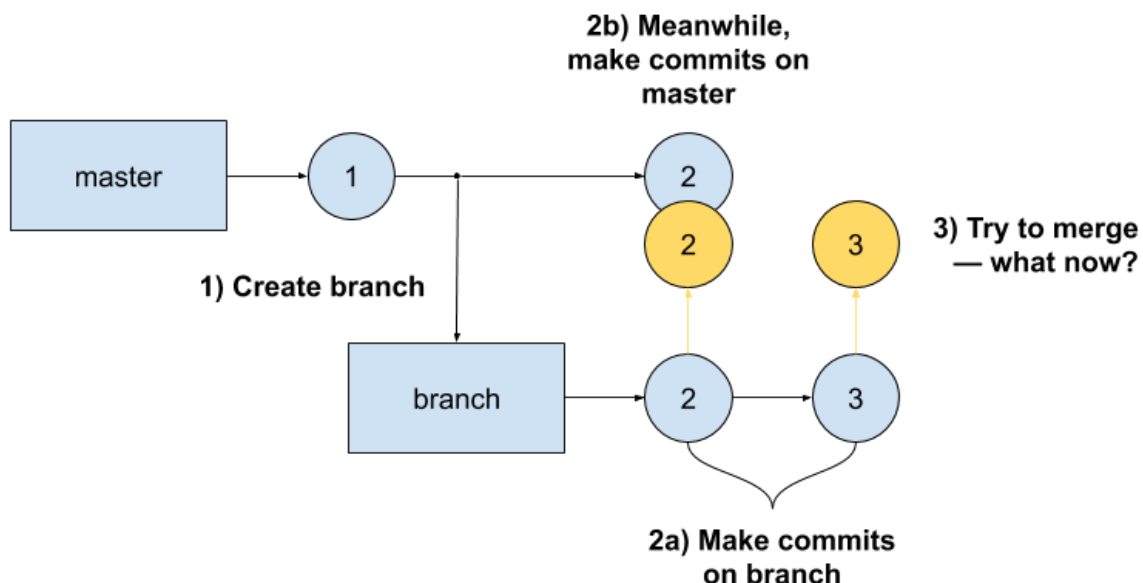 2b) Meanwhile,
make commits on
master
master
1
2
2
3
3) Try to merge
— what now?
1) Create branch
branch
2
3
2a) Make commits
on branch